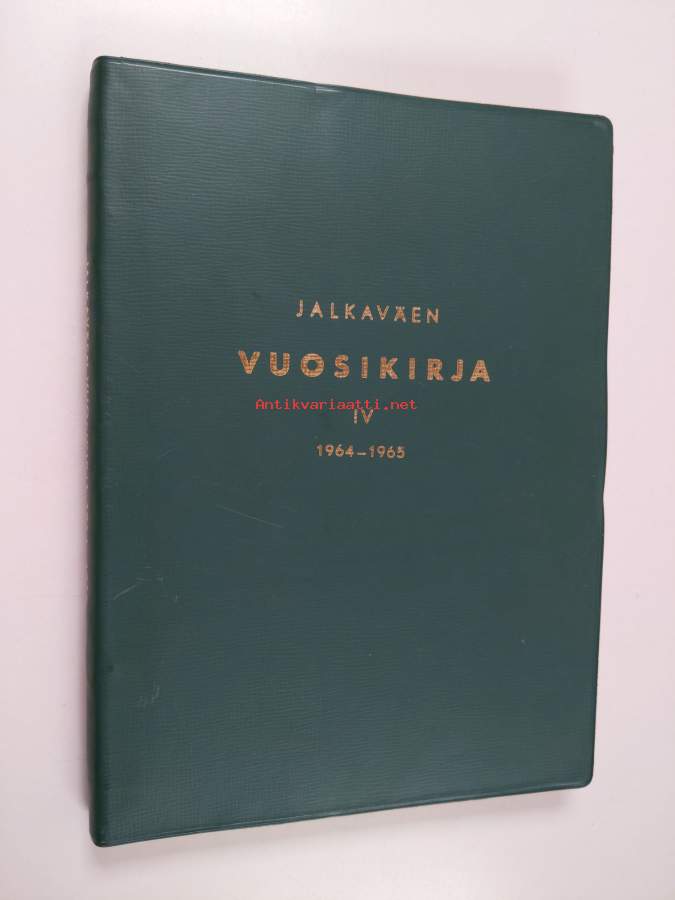 JALKAVÄEN
VUOSIKIRJA
Antikvariaatti.net
IV
1964-1965